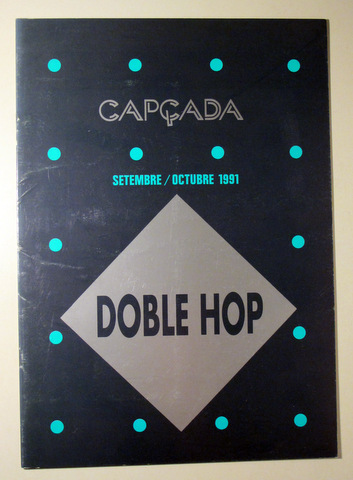 CAPÇADA
SETEMBRE / OCTUBRE 1991
DOBLE HOP